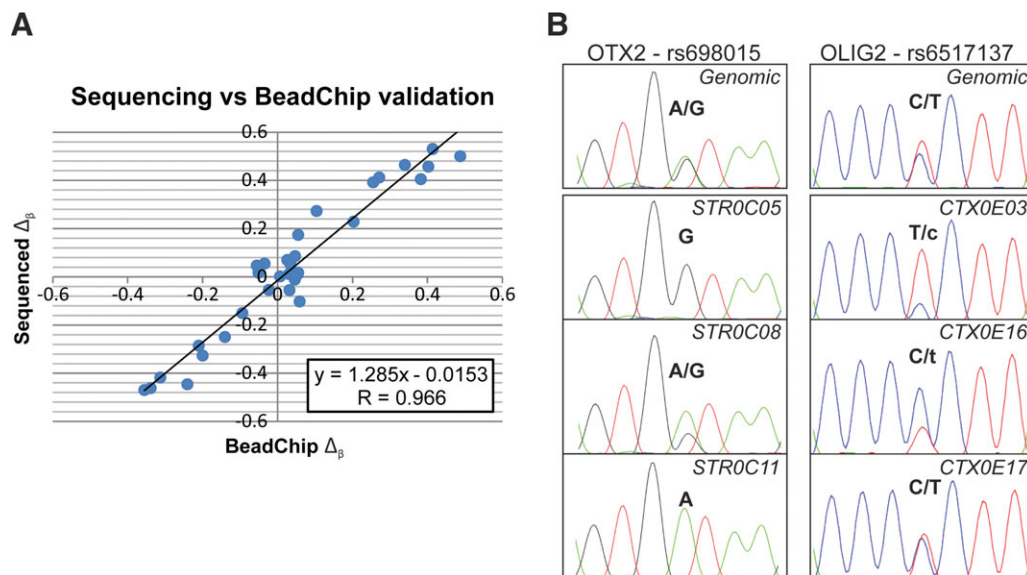 A
Sequencing vs BeadChip validation
Sequenced Δβ
0.6
0.4
0.2
0
-0.2
-0.4
-0.6
-0.6 -0.4 -0.2 0 0.2 0.4 0.6
y = 1.285x - 0.0153
R = 0.966
BeadChip Δβ
B
OTX2 - rs698015
Genomic
A/G
STR0C05
G
STR0C08
A/G
STR0C11
A
OLIG2 - rs6517137
Genomic
C/T
CTX0E03
T/c
CTX0E16
C/t
CTX0E17
C/T